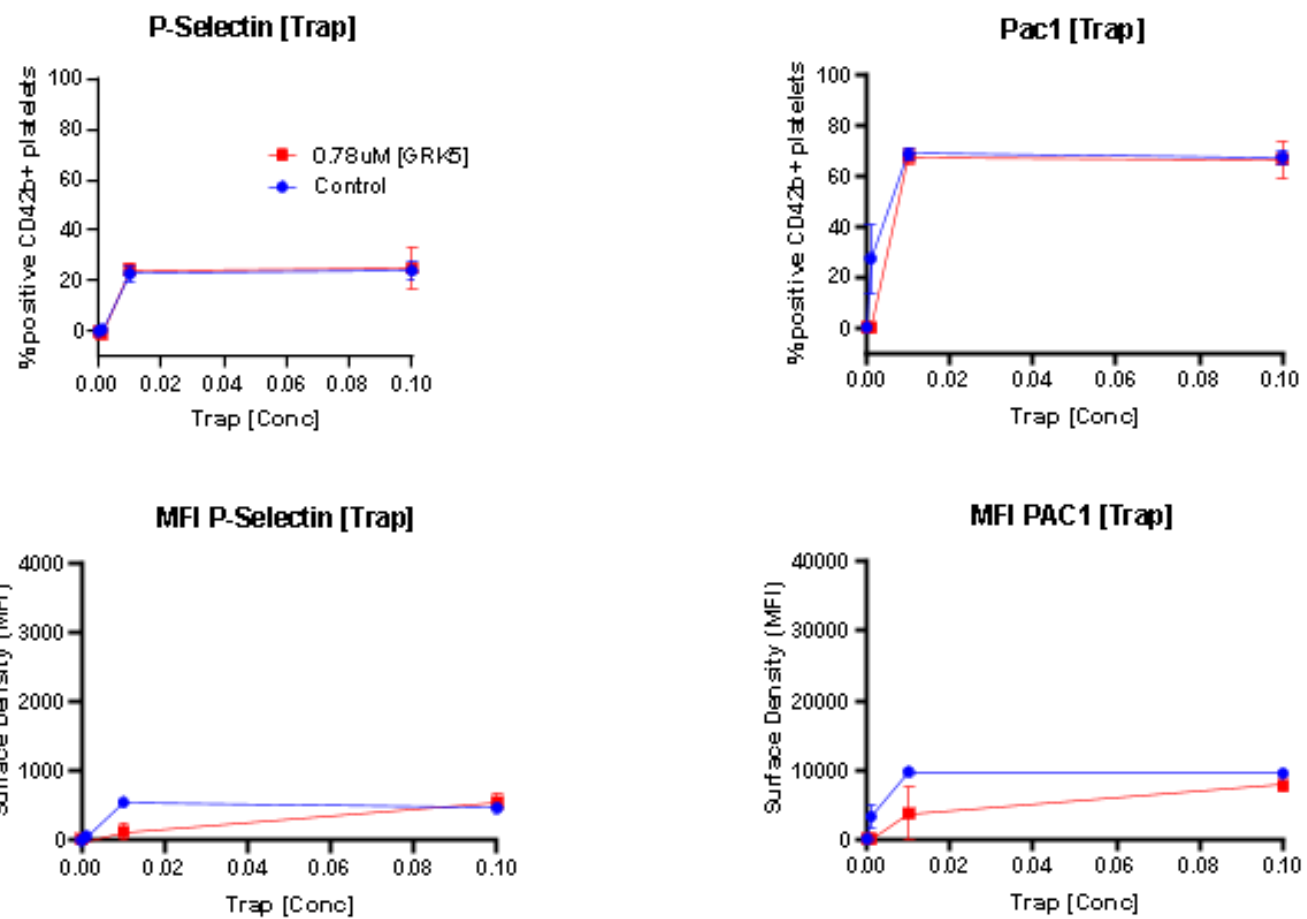 P-Selectin [Trap]
%positive CD42b+ platelets
100
80
60
40
20
0
0.78uM [GRK5]
Control
0.00 0.02 0.04 0.06 0.08 0.10
Trap [Conc]
Pac1 [Trap]
%positive CD42b+ platelets
100
80
60
40
20
0
0.00 0.02 0.04 0.06 0.08 0.10
Trap [Conc]
MFI P-Selectin [Trap]
Surface Density (MFI)
4000
3000
2000
1000
0
0.00 0.02 0.04 0.06 0.08 0.10
Trap [Conc]
MFI PAC1 [Trap]
Surface Density (MFI)
40000
30000
20000
10000
0
0.00 0.02 0.04 0.06 0.08 0.10
Trap [Conc]